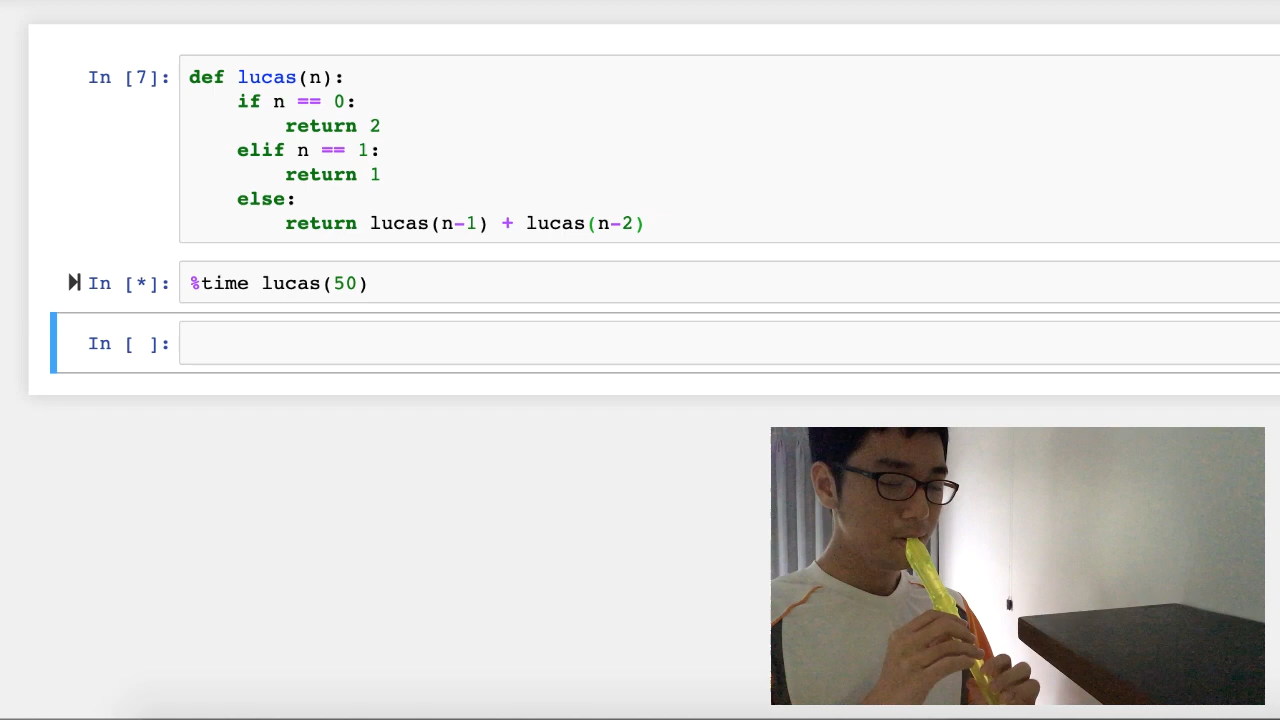 In [7]: def lucas(n):
    if n == 0:
        return 2
    elif n == 1:
        return 1
    else:
        return lucas(n-1) + lucas(n-2)
In [*]: %time lucas(50)
In [ ]: